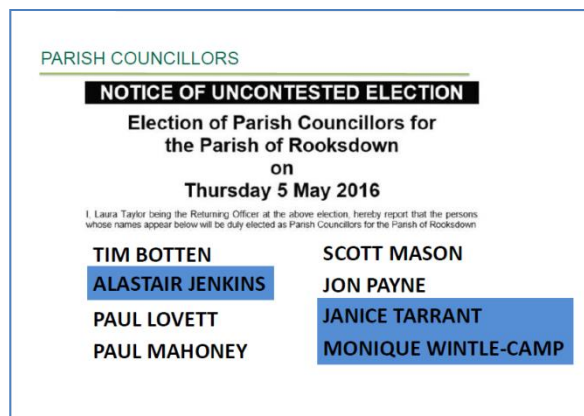 PARISH COUNCILLORS
NOTICE OF UNCONTESTED ELECTION
Election of Parish Councillors for
the Parish of Rooksdown
on
Thursday 5 May 2016
I, Laura Taylor being the Returning Officer at the above election, hereby report that the persons
whose names appear below will be duly elected as Parish Councillors for the Parish of Rooksdown
TIM BOTTEN
ALASTAIR JENKINS
PAUL LOVETT
PAUL MAHONEY
SCOTT MASON
JON PAYNE
JANICE TARRANT
MONIQUE WINTLE-CAMP